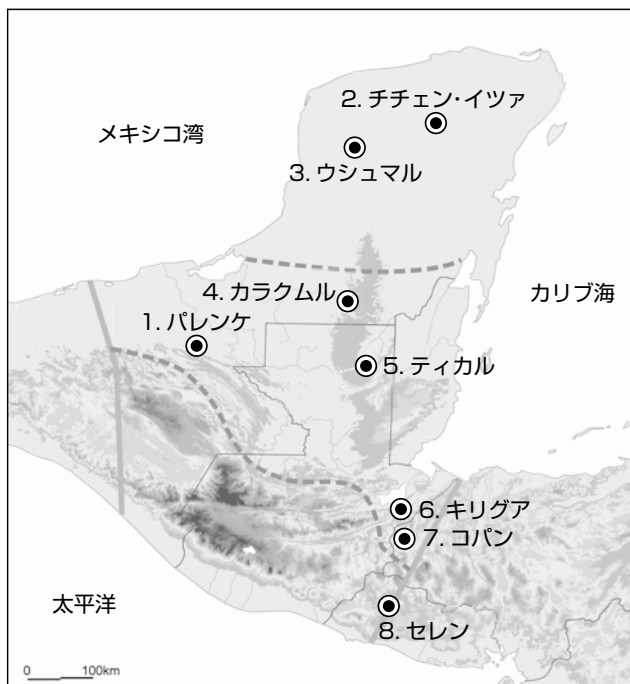 2. チチェン・イツァ
メキシコ湾
3. ウシュマル
4. カラクムル
カリブ海
1. パレンケ
5. ティカル
6. キリグア
7. コパン
太平洋
8. セレン
0 100km